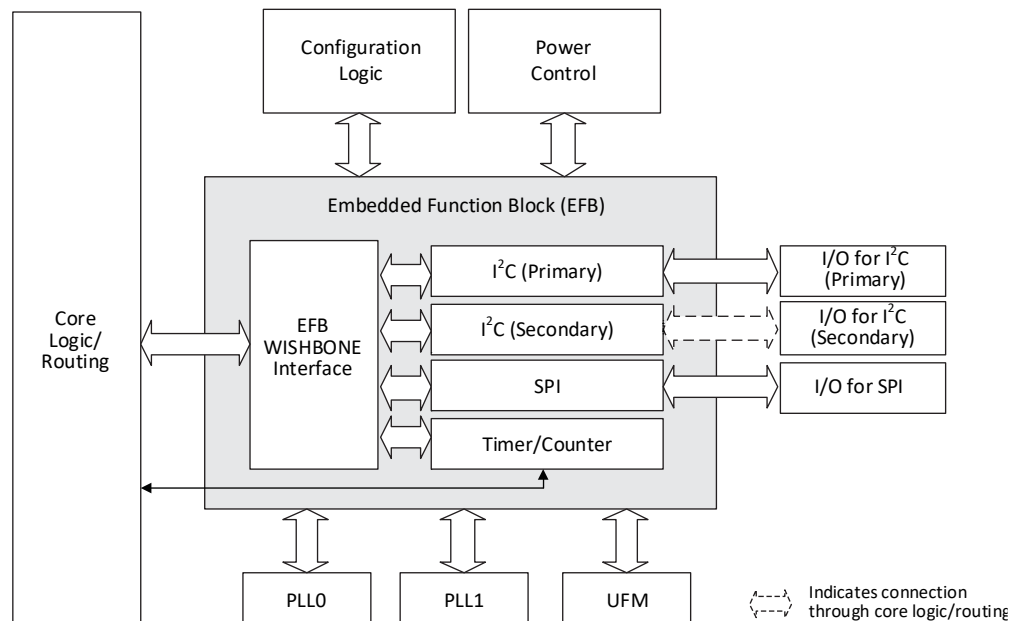 Configuration
Logic
Power
Control
Embedded Function Block (EFB)
Core
Logic/
Routing
EFB
WISHBONE
Interface
I²C (Primary)
I²C (Secondary)
SPI
Timer/Counter
I/O for I²C
(Primary)
I/O for I²C
(Secondary)
I/O for SPI
PLL0
PLL1
UFM
Indicates connection
through core logic/routing